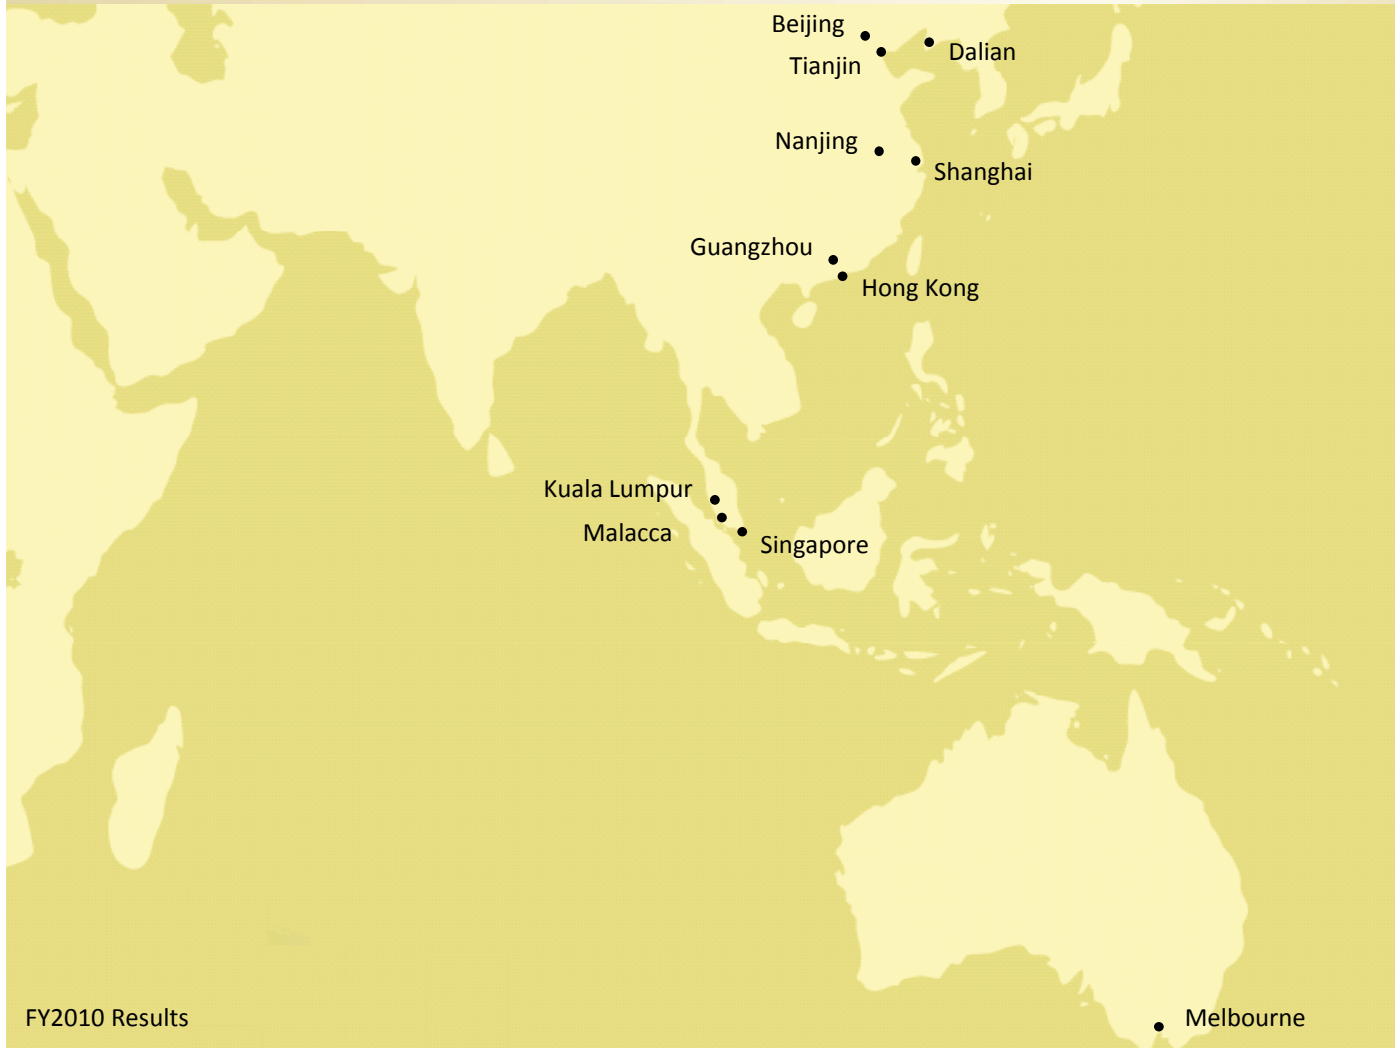 Beijing
Tianjin
Dalian
Nanjing
Shanghai
Guangzhou
Hong Kong
Kuala Lumpur
Malacca
Singapore
FY2010 Results
Melbourne